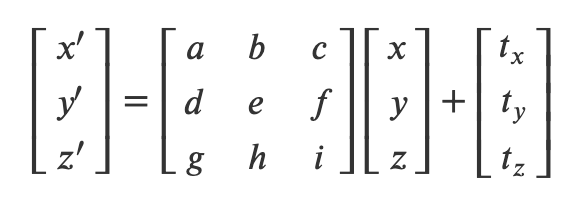 [ x′ ] = [ a b c ] [ x ] + [ t_x ]
[ y′ ] = [ d e f ] [ y ] + [ t_y ]
[ z′ ] = [ g h i ] [ z ] + [ t_z ]